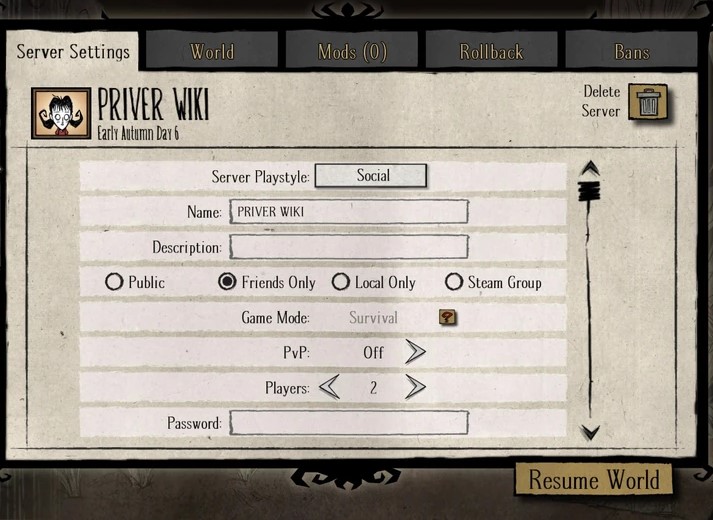 Server Settings World Mods (0) Rollback Bans
PRIVER WIKI
Early Autumn Day 6
Delete
Server
Server Playstyle: Social
Name: PRIVER WIKI
Description:
Public Friends Only Local Only Steam Group
Game Mode: Survival ?
PvP: Off
Players: 2
Password:
Resume World